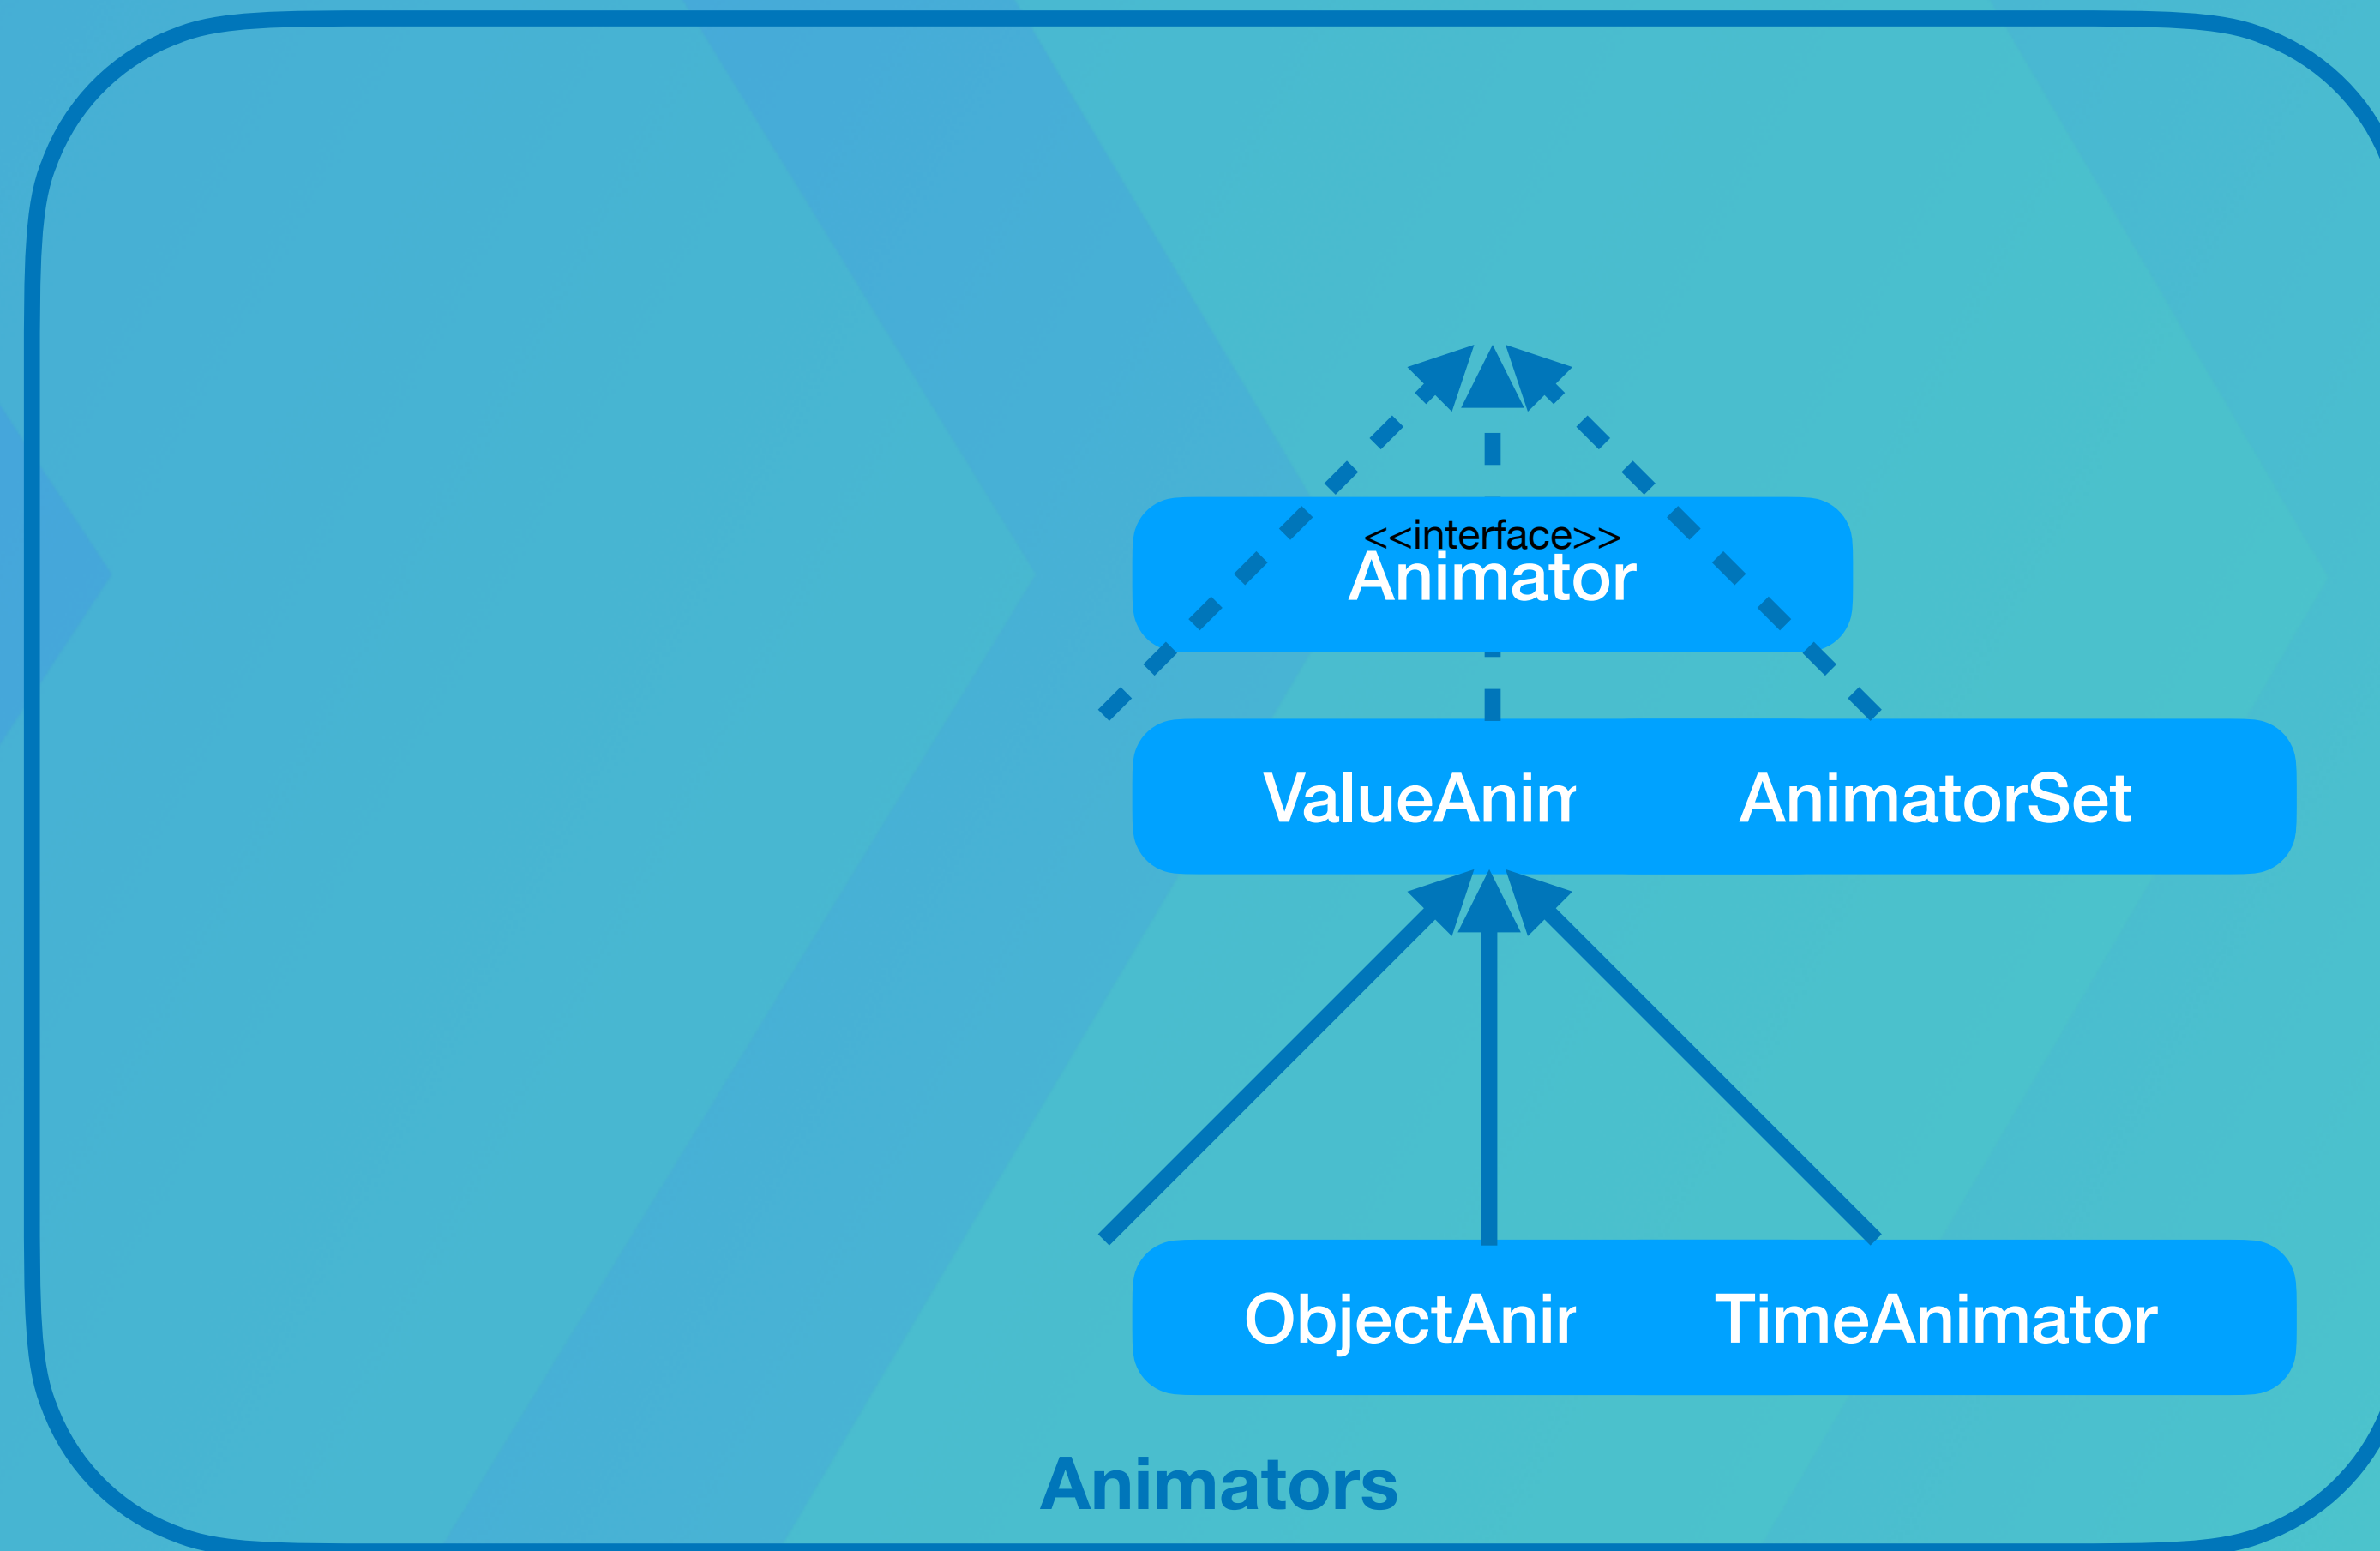 <<interface>>
Animator
ValueAnim
AnimatorSet
ObjectAnir
TimeAnimator
Animators